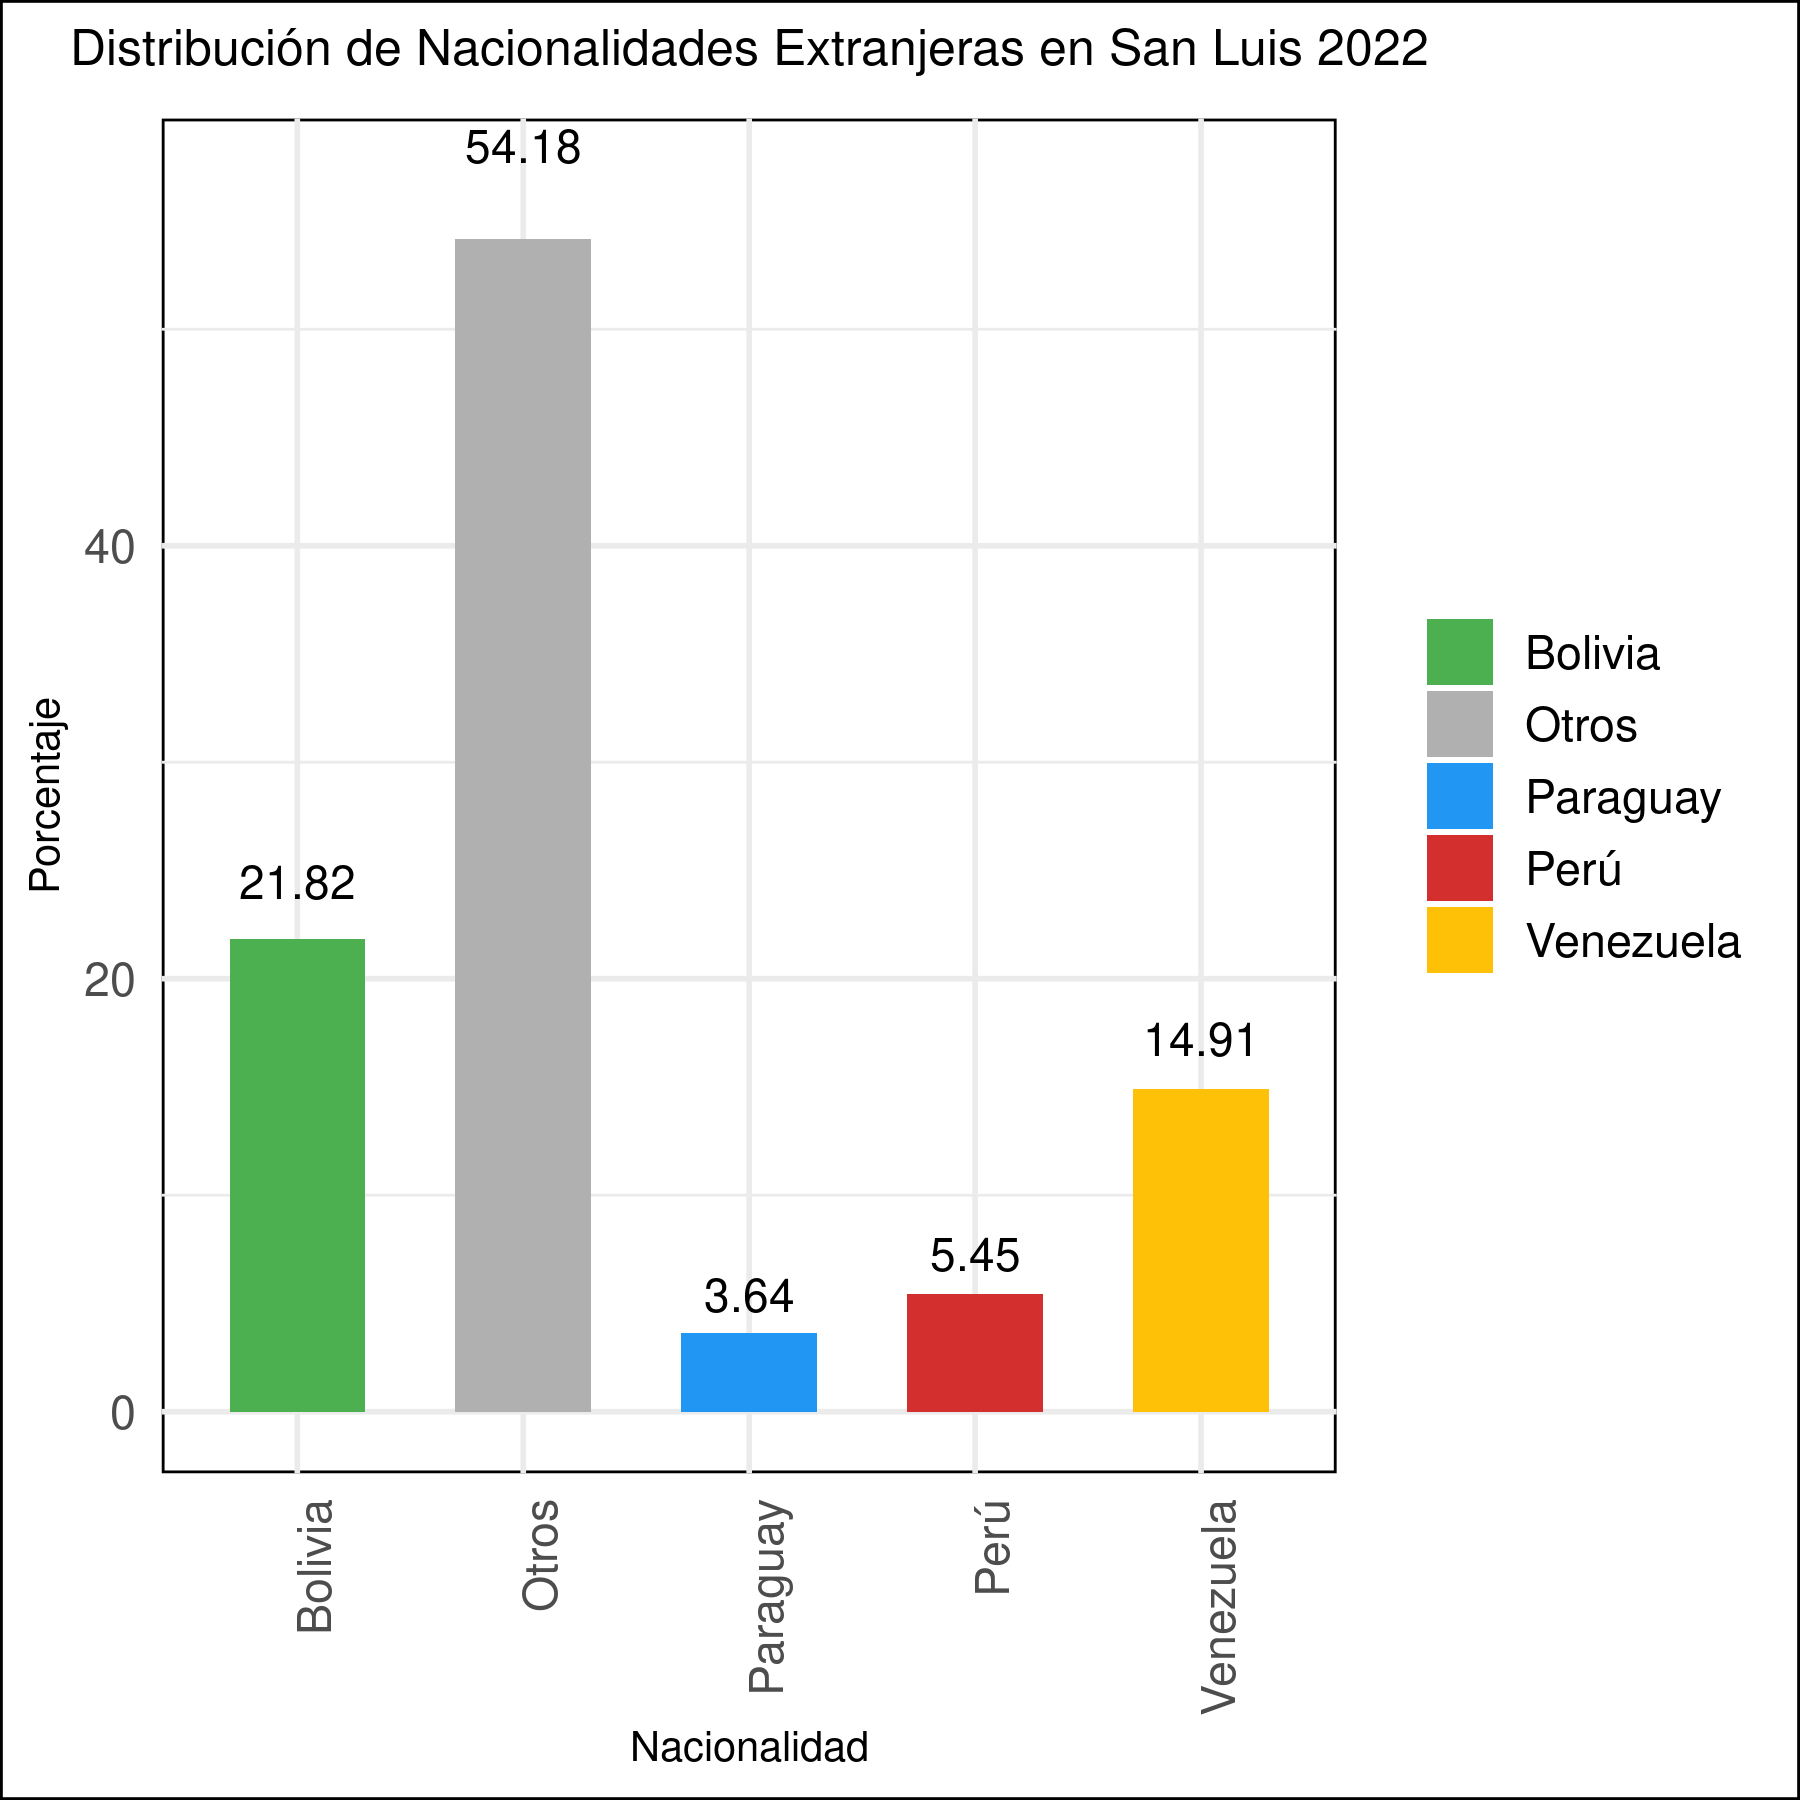 Distribución de Nacionalidades Extranjeras en San Luis 2022
54.18
40
21.82
20
14.91
5.45
3.64
0
Porcentaje
Bolivia
Otros
Paraguay
Perú
Venezuela
Nacionalidad
Bolivia
Otros
Paraguay
Perú
Venezuela